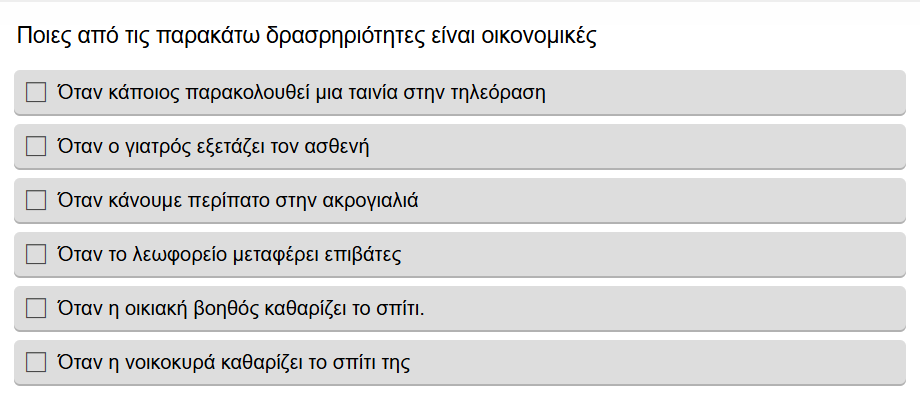 Ποιες από τις παρακάτω δρασρηριότητες είναι οικονομικές
Όταν κάποιος παρακολουθεί μια ταινία στην τηλεόραση
Όταν ο γιατρός εξετάζει τον ασθενή
Όταν κάνουμε περίπατο στην ακρογιαλιά
Όταν το λεωφορείο μεταφέρει επιβάτες
Όταν η οικιακή βοηθός καθαρίζει το σπίτι.
Όταν η νοικοκυρά καθαρίζει το σπίτι της